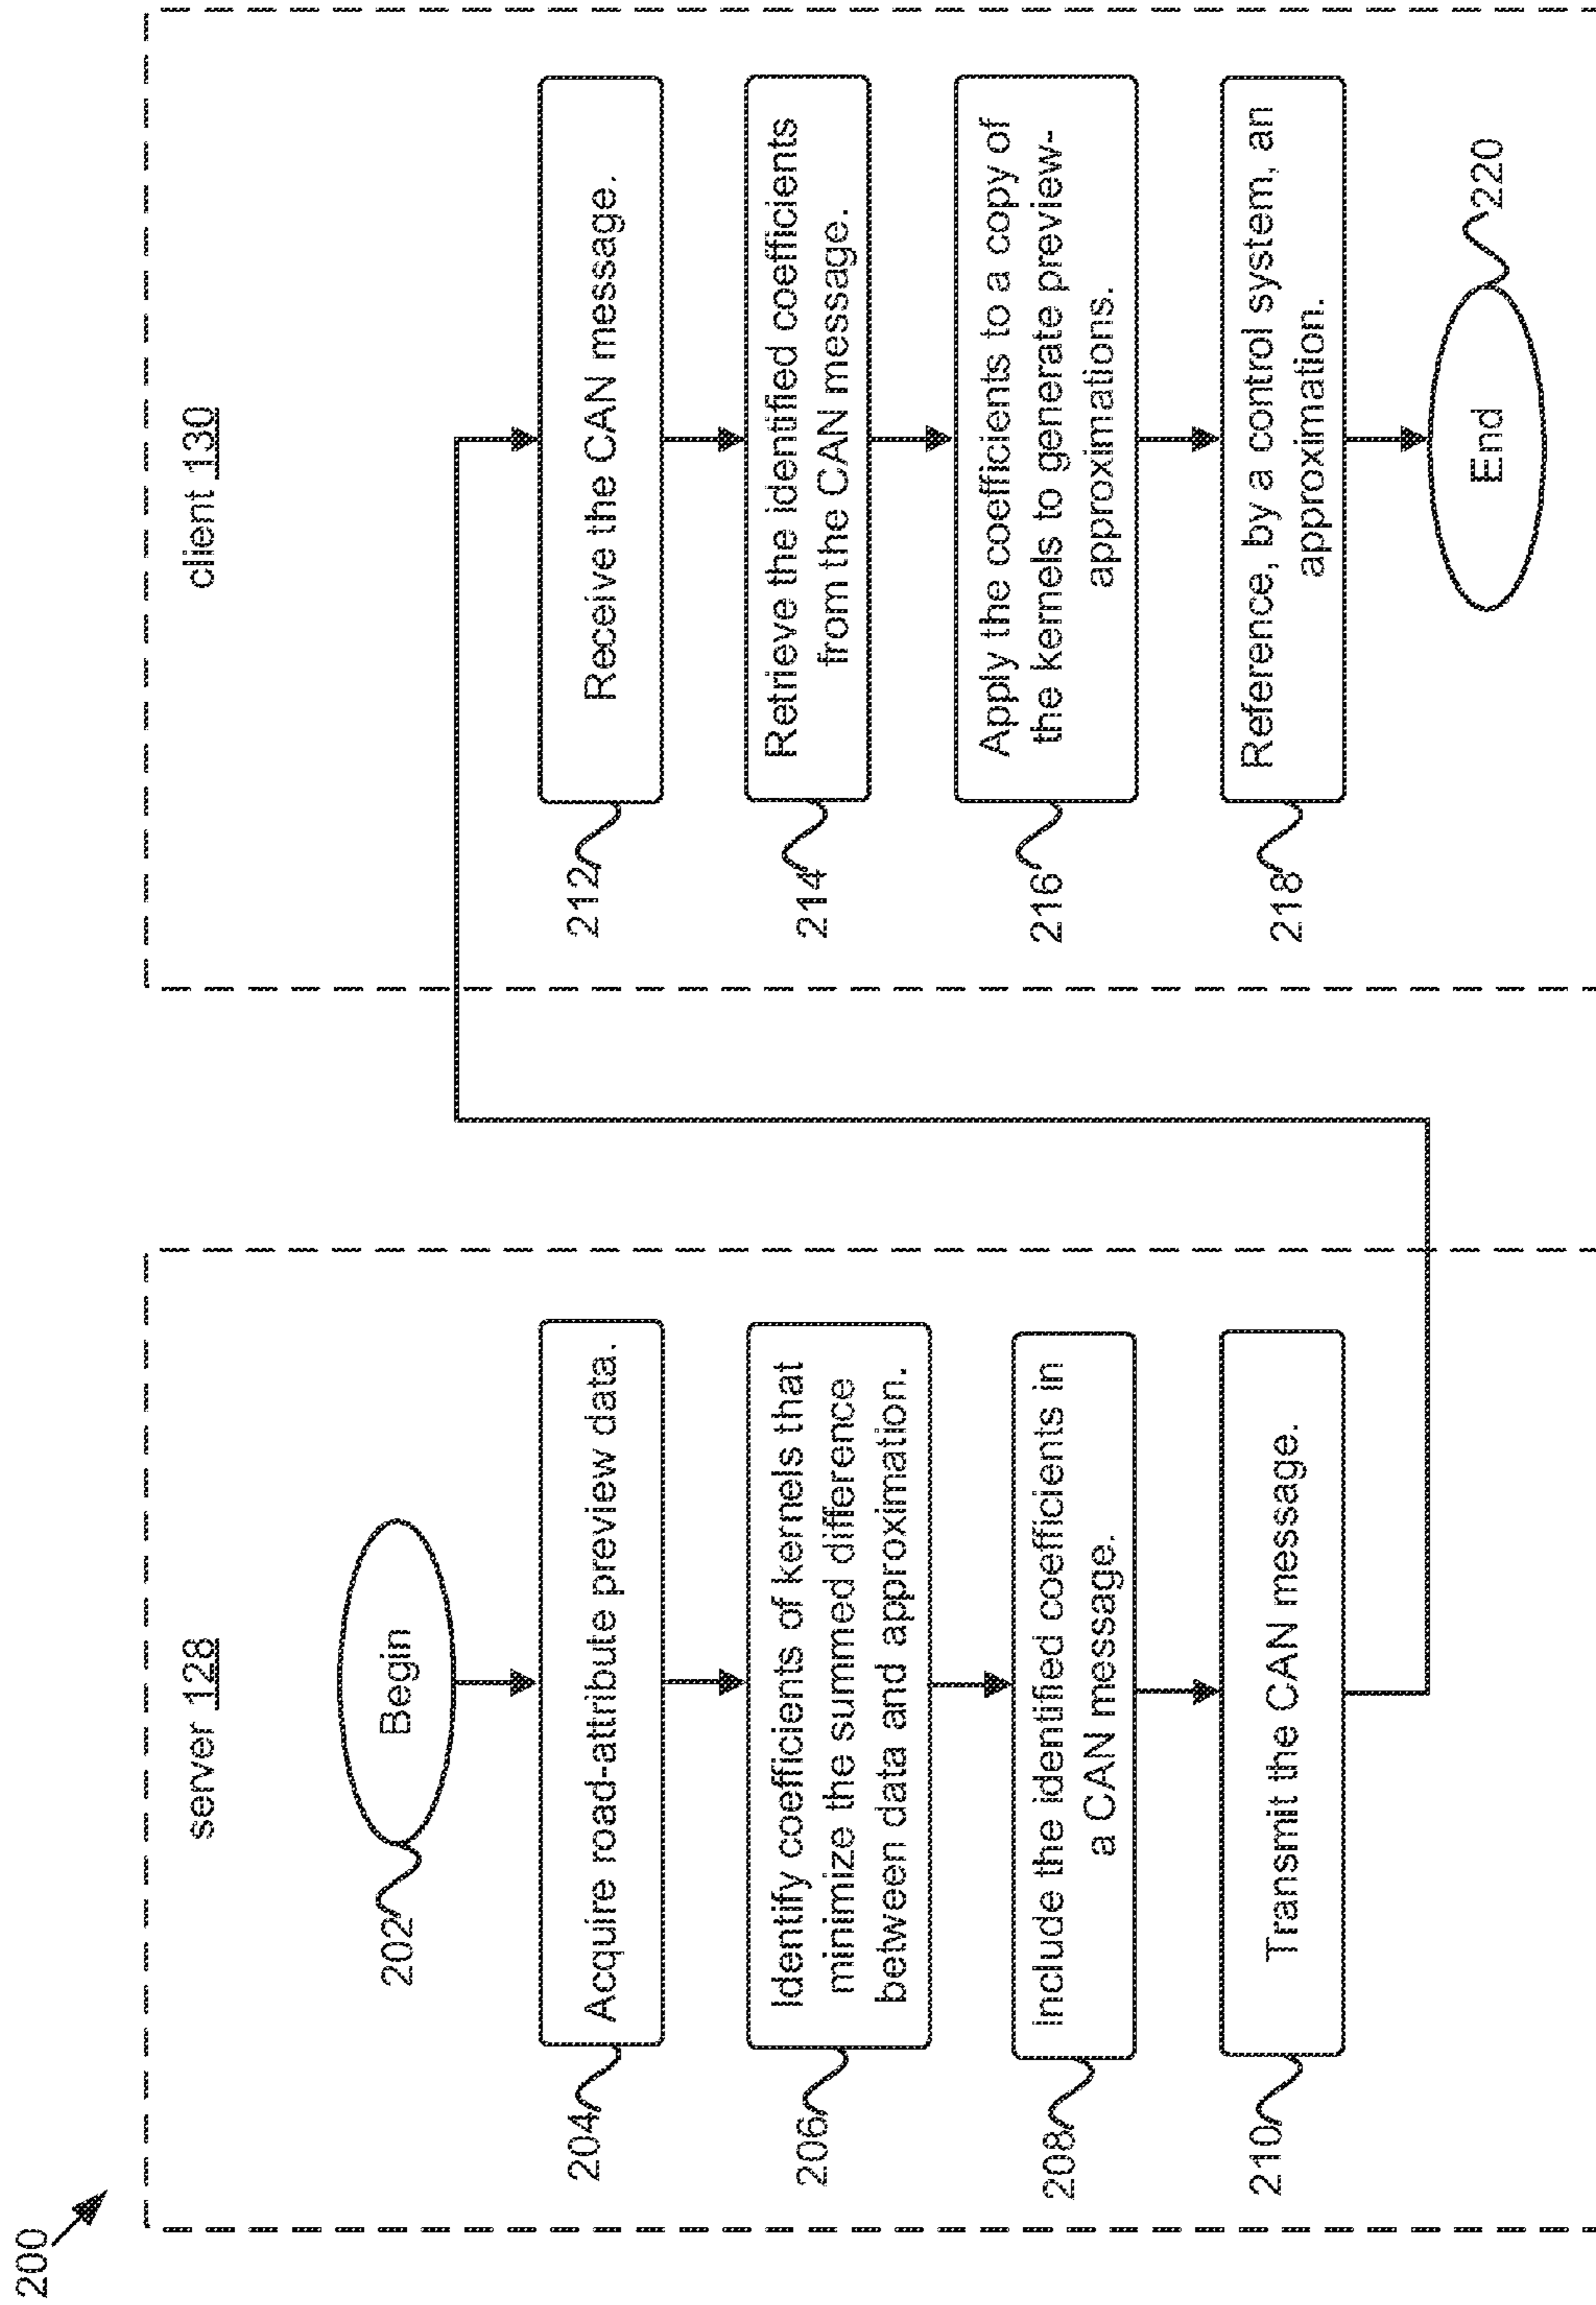 200
server 128
Begin
202
Acquire road-attribute preview data.
204
Identify coefficients of kernels that
minimize the summed difference
between data and approximation.
206
Include the identified coefficients in
a CAN message.
208
Transmit the CAN message.
210
client 130
Receive the CAN message.
212
Retrieve the identified coefficients
from the CAN message.
214
Apply the coefficients to a copy of
the kernels to generate preview-
approximations.
216
Reference, by a control system, an
approximation.
218
End
220